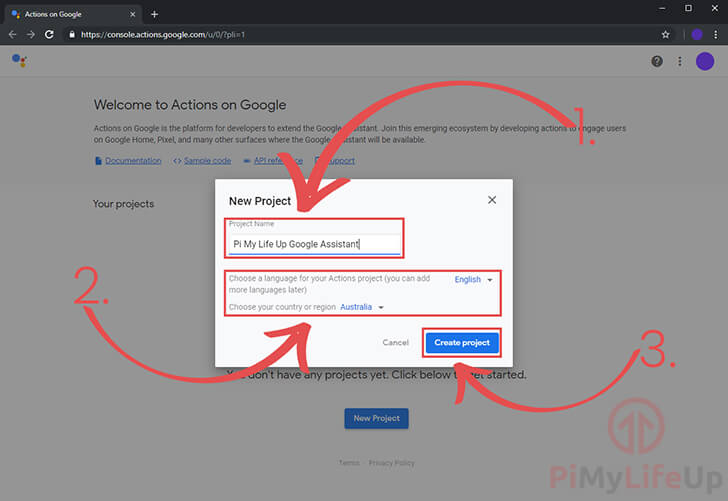 Actions on Google
https://console.actions.google.com/u/0/?pli=1
Welcome to Actions on Google
Actions on Google is the platform for developers to extend the Google Assistant. Join this emerging ecosystem by developing actions to engage users
on Google Home, Pixel, and many other surfaces where the Google Assistant will be available.
Documentation <> Sample code API reference Support
1.
Your projects
New Project
Project Name
Pi My Life Up Google Assistant
2.
Choose a language for your Actions project (you can add
more languages later)
English
Choose your country or region Australia
Cancel Create project
3.
You don't have any projects yet. Click below to get started.
New Project
Terms · Privacy Policy
PiMyLifeUp